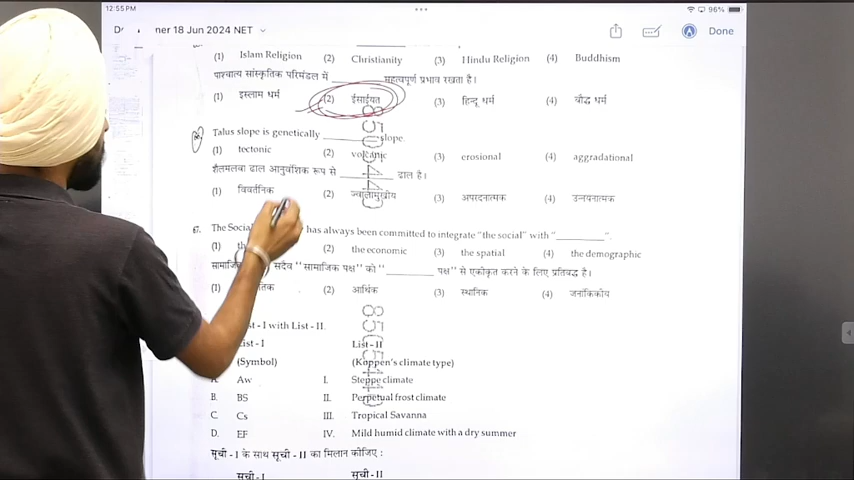 12:55 PM
96%
ner 18 Jun 2024 NET
Done
(1) Islam Religion (2) Christianity (3) Hindu Religion (4) Buddhism
पाश्चात्य सांस्कृतिक परिमंडल में ________ महत्वपूर्ण प्रभाव रखता है।
(1) इस्लाम धर्म (2) ईसाईयत (3) हिन्दू धर्म (4) बौद्ध धर्म
Talus slope is genetically ________ slope.
(1) tectonic (2) volcanic (3) erosional (4) aggradational
शैलमलवा ढाल आनुवंशिक रूप से ________ ढाल है।
(1) विवर्तनिक (2) ज्वालामुखीय (3) अपरदनात्मक (4) उन्नयनात्मक
67. The Social has always been committed to integrate "the social" with "________".
(1) (2) the economic (3) the spatial (4) the demographic
सदैव "सामाजिक पक्ष" को "________ पक्ष" से एकीकृत करने के लिए प्रतिबद्ध है।
(1) (2) आर्थिक (3) स्थानिक (4) जनांकिकीय
with List - II.
List - II
(Symbol) (Koppen's climate type)
A. Aw I. Steppe climate
B. BS II. Perpetual frost climate
C. Cs III. Tropical Savanna
D. EF IV. Mild humid climate with a dry summer
सूची - I के साथ सूची - II का मिलान कीजिए :
सूची - I सूची - II